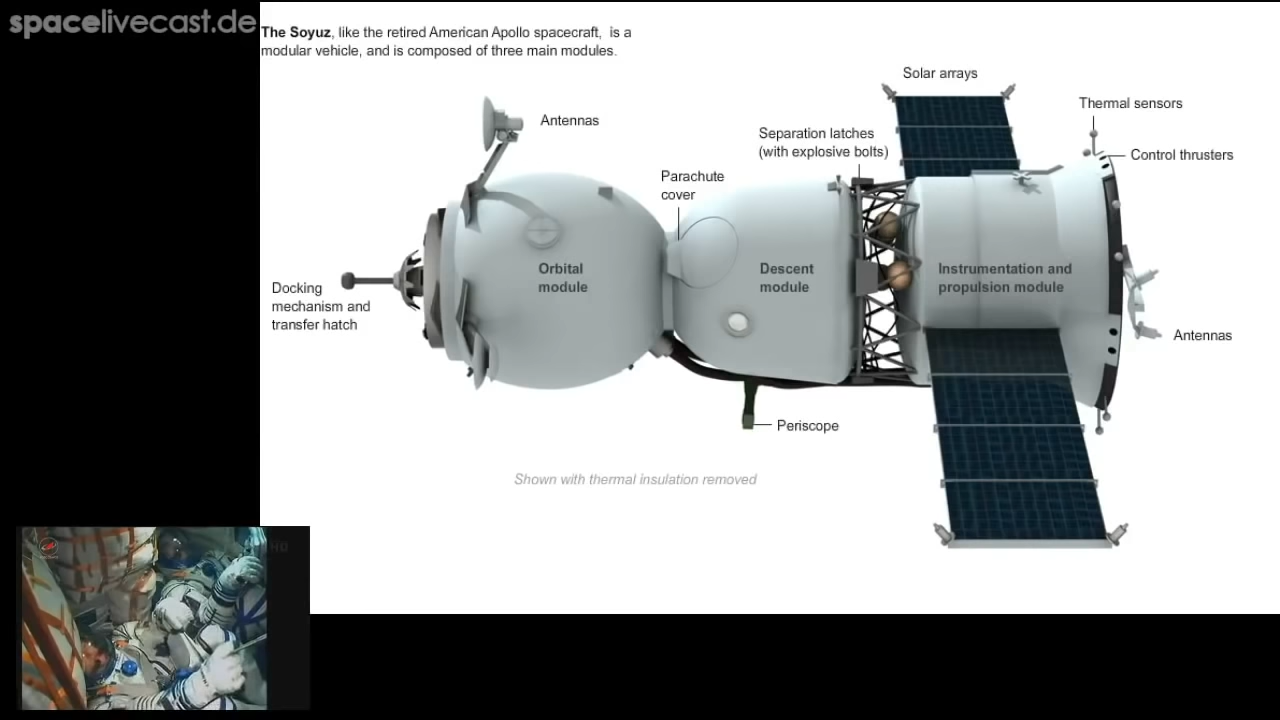 spacelivecast.de
The Soyuz, like the retired American Apollo spacecraft, is a
modular vehicle, and is composed of three main modules.
Solar arrays
Thermal sensors
Antennas
Separation latches
(with explosive bolts)
Control thrusters
Parachute
cover
Orbital
module
Descent
module
Instrumentation and
propulsion module
Docking
mechanism and
transfer hatch
Antennas
Periscope
Shown with thermal insulation removed
HD